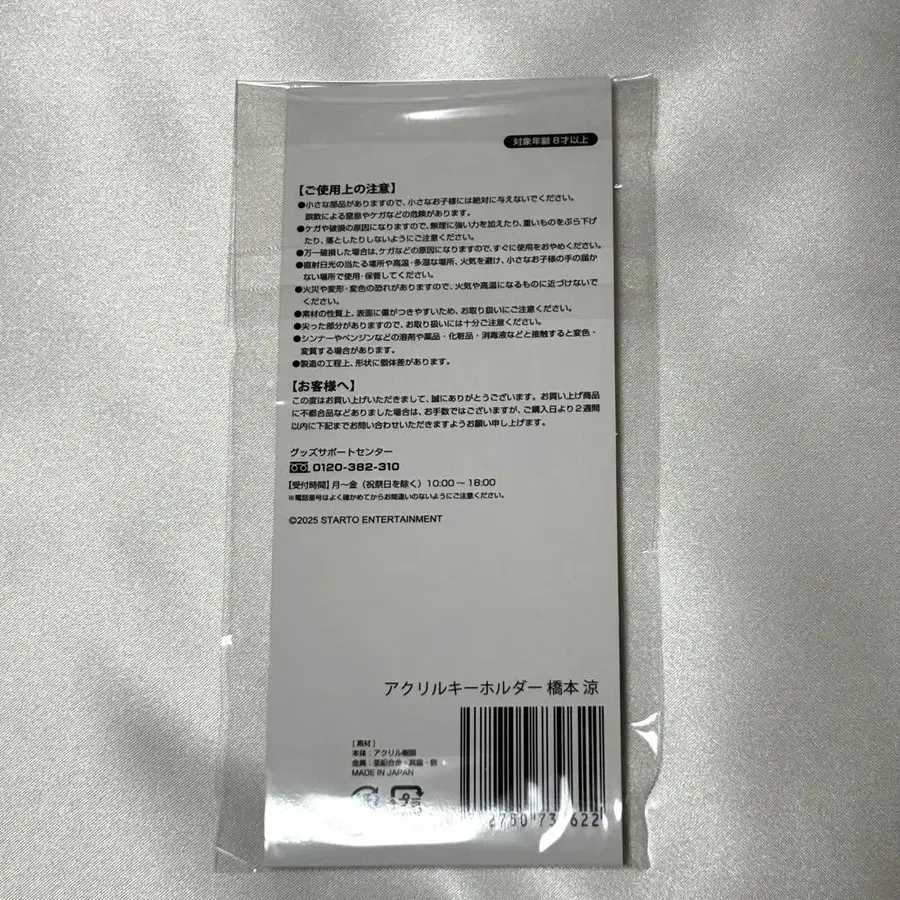 対象年齢 8才以上
【ご使用上の注意】
●小さな部品がありますので、小さなお子様には絶対に与えないでください。
誤飲による窒息やケガなどの危険があります。
●ケガや破損の原因になりますので、無理に強い力を加えたり、重いものをぶら下げ
たり、落としたりしないようにご注意ください。
●万一破損した場合は、ケガなどの原因になりますので、すぐに使用をおやめください。
●直射日光の当たる場所や高温・多湿な場所、火気を避け、小さなお子様の手の届か
ない場所で使用・保管してください。
●火災や変形・変色の恐れがありますので、火気や高温になるものに近づけないで
ください。
●素材の性質上、表面に傷がつきやすいため、お取り扱いにご注意ください。
●尖った部分がありますので、お取り扱いには十分ご注意ください。
●シンナーやベンジンなどの溶剤や薬品・化粧品・消毒液などと接触すると変色・
変質する場合があります。
●製造の工程上、形状に個体差があります。
【お客様へ】
この度はお買い上げいただきまして、誠にありがとうございます。お買い上げ商品
に不都合品などありました場合は、お手数ではございますが、ご購入日より2週間
以内に下記までお問い合わせいただきますようお願い申し上げます。
グッズサポートセンター
0120-382-310
【受付時間】月〜金（祝祭日を除く）10:00〜18:00
※電話番号はよく確かめてからお間違いのないようにご注意ください。
©2025 STARTO ENTERTAINMENT
アクリルキーホルダー 橋本 涼
[ 素材 ]
本体：アクリル樹脂
金属：亜鉛合金・真鍮・鉄
MADE IN JAPAN